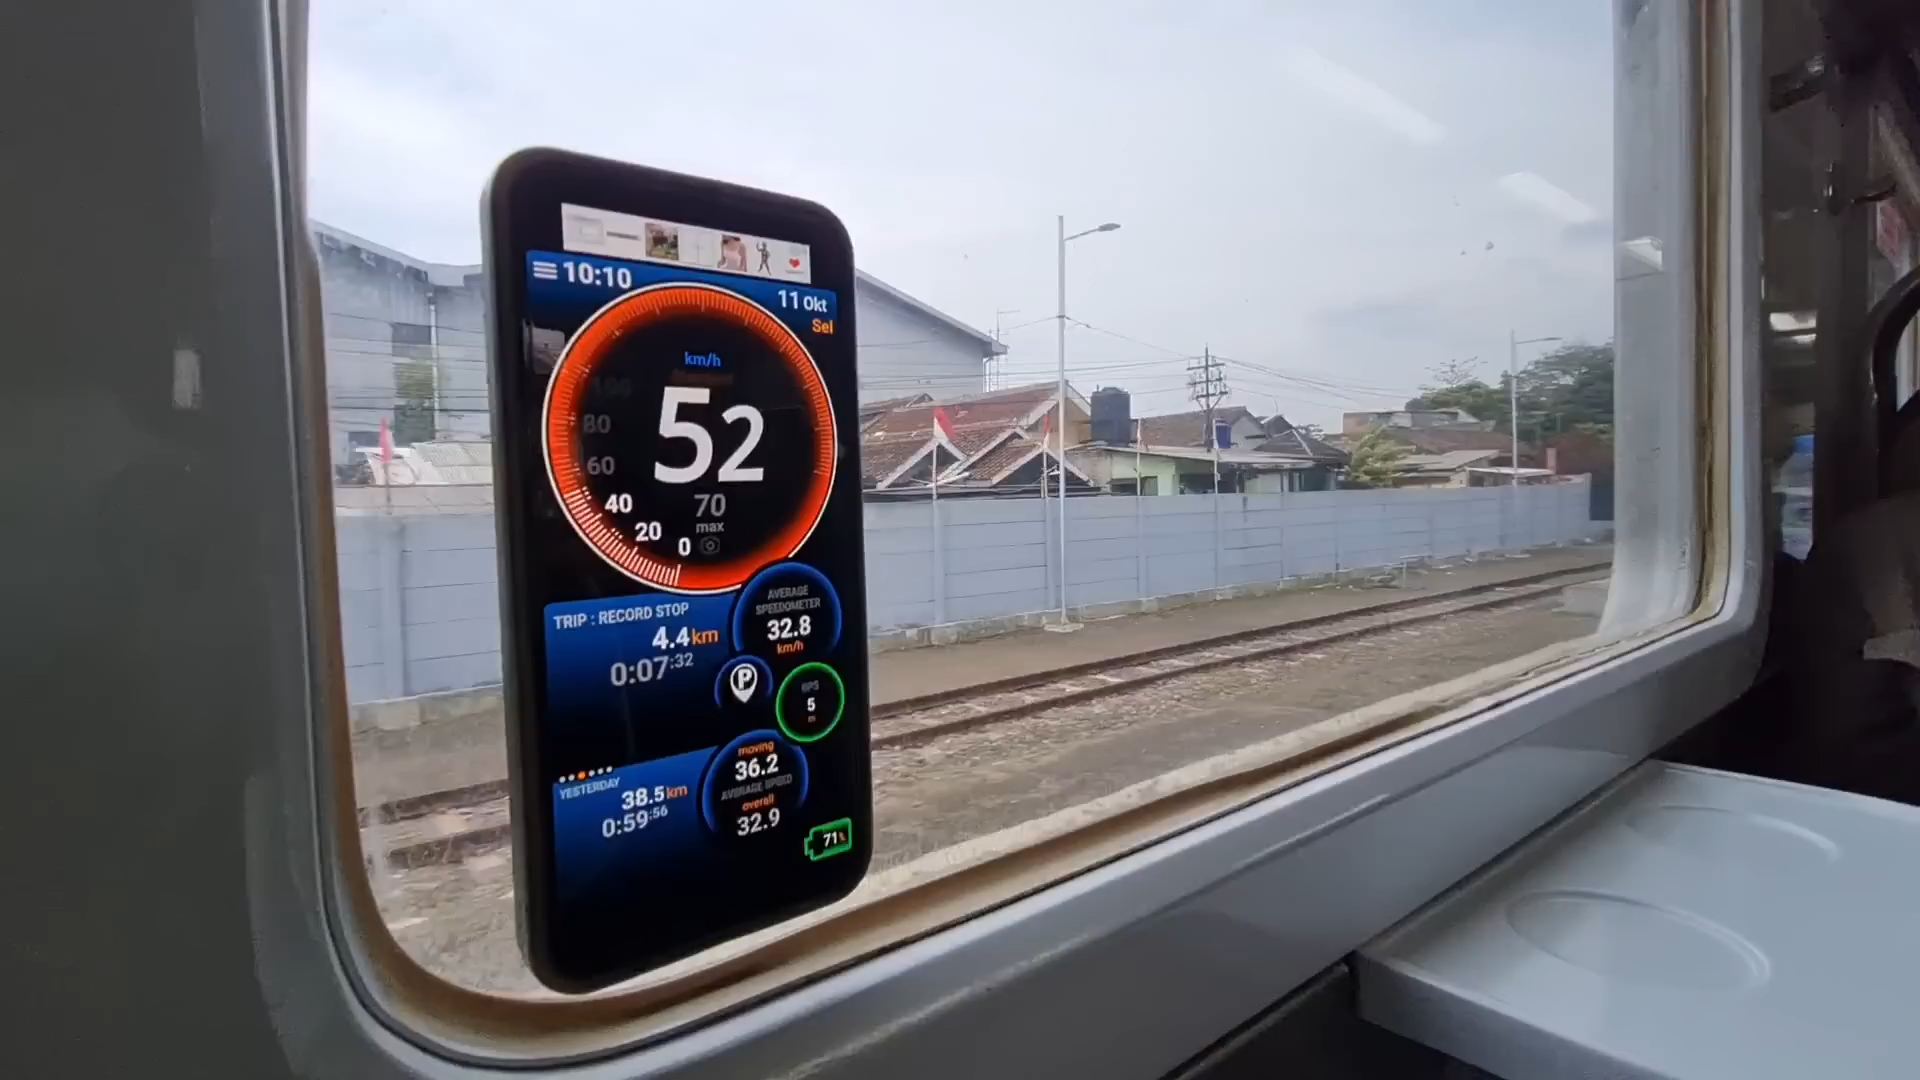 10:10
11 Okt
Sel
km/h
100
80
60
40
20
0
52
70
max
AVERAGE
SPEEDOMETER
32.8
km/h
TRIP : RECORD STOP
4.4km
0:07:32
P
GPS
5
m
moving
36.2
AVERAGE SPEED
overall
32.9
YESTERDAY
38.5km
0:59:56
71%